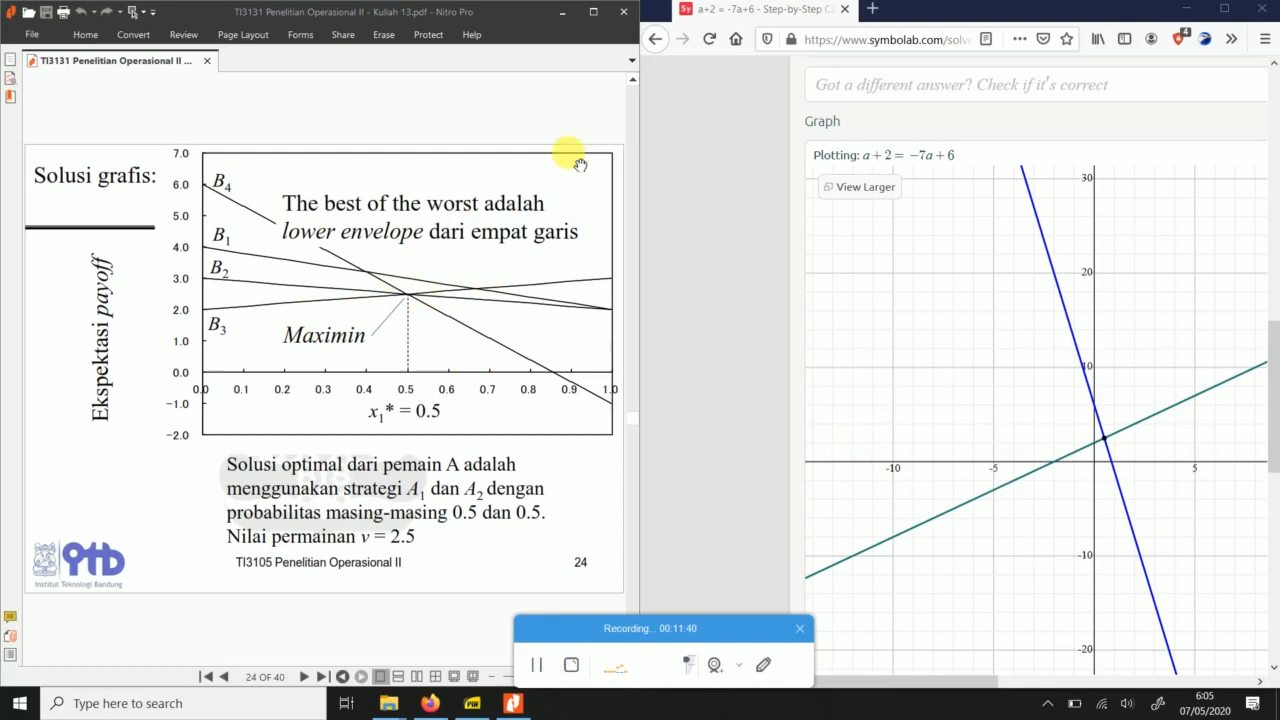 TI3131 Penelitian Operasional II - Kuliah 13.pdf - Nitro Pro
File Home Convert Review Page Layout Forms Share Erase Protect Help
TI3131 Penelitian Operasional II ...
Solusi grafis:
Ekspektasi payoff
7.0
6.0
5.0
4.0
3.0
2.0
1.0
0.0
−1.0
−2.0
B4
B1
B2
B3
The best of the worst adalah
lower envelope dari empat garis
Maximin
0.0 0.1 0.2 0.3 0.4 0.5 0.6 0.7 0.8 0.9 1.0
x1* = 0.5
Solusi optimal dari pemain A adalah
menggunakan strategi A1 dan A2 dengan
probabilitas masing-masing 0.5 dan 0.5.
Nilai permainan v = 2.5
Institut Teknologi Bandung
TI3105 Penelitian Operasional II 24
24 OF 40
Sy a+2 = -7a+6 - Step-by-Step C
https://www.symbolab.com/solv
4
Got a different answer? Check if it's correct
Graph
Plotting: a + 2 = −7a + 6
View Larger
30
20
10
-10
-20
-10 -5 5
Recording... 00:11:40
Type here to search
PDF
6:05
07/05/2020